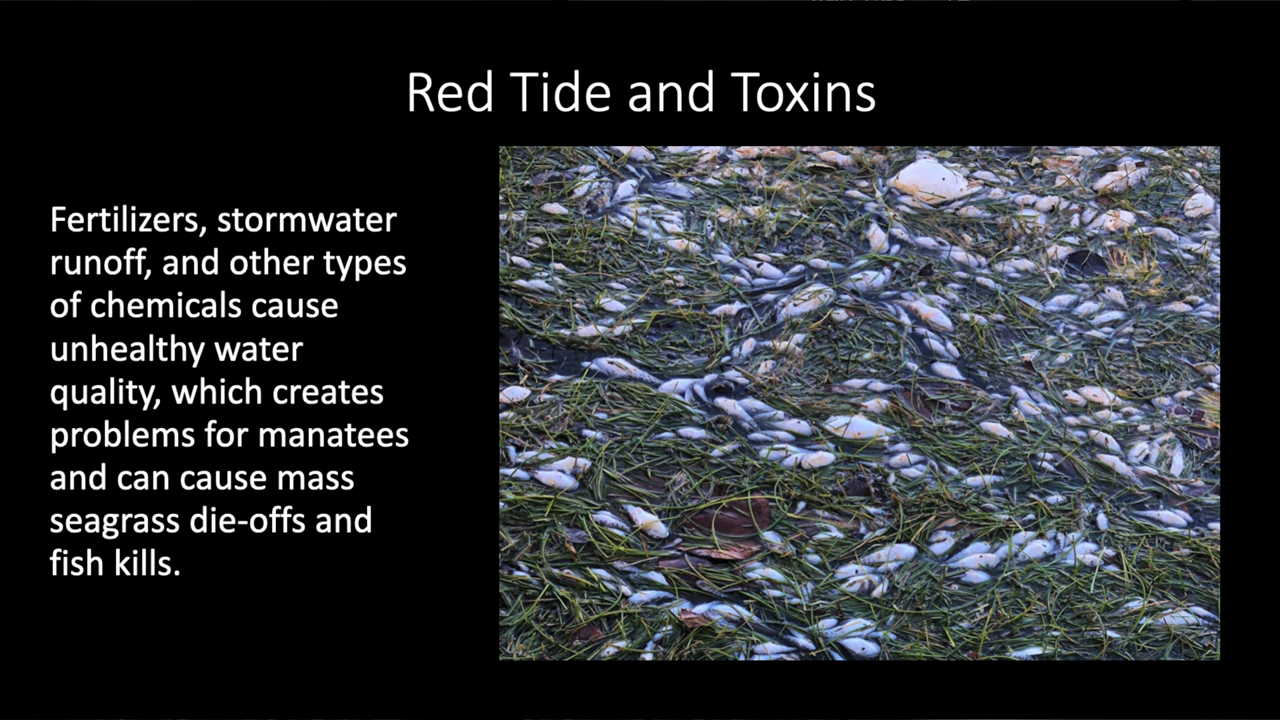 Red Tide and Toxins
Fertilizers, stormwater
runoff, and other types
of chemicals cause
unhealthy water
quality, which creates
problems for manatees
and can cause mass
seagrass die-offs and
fish kills.